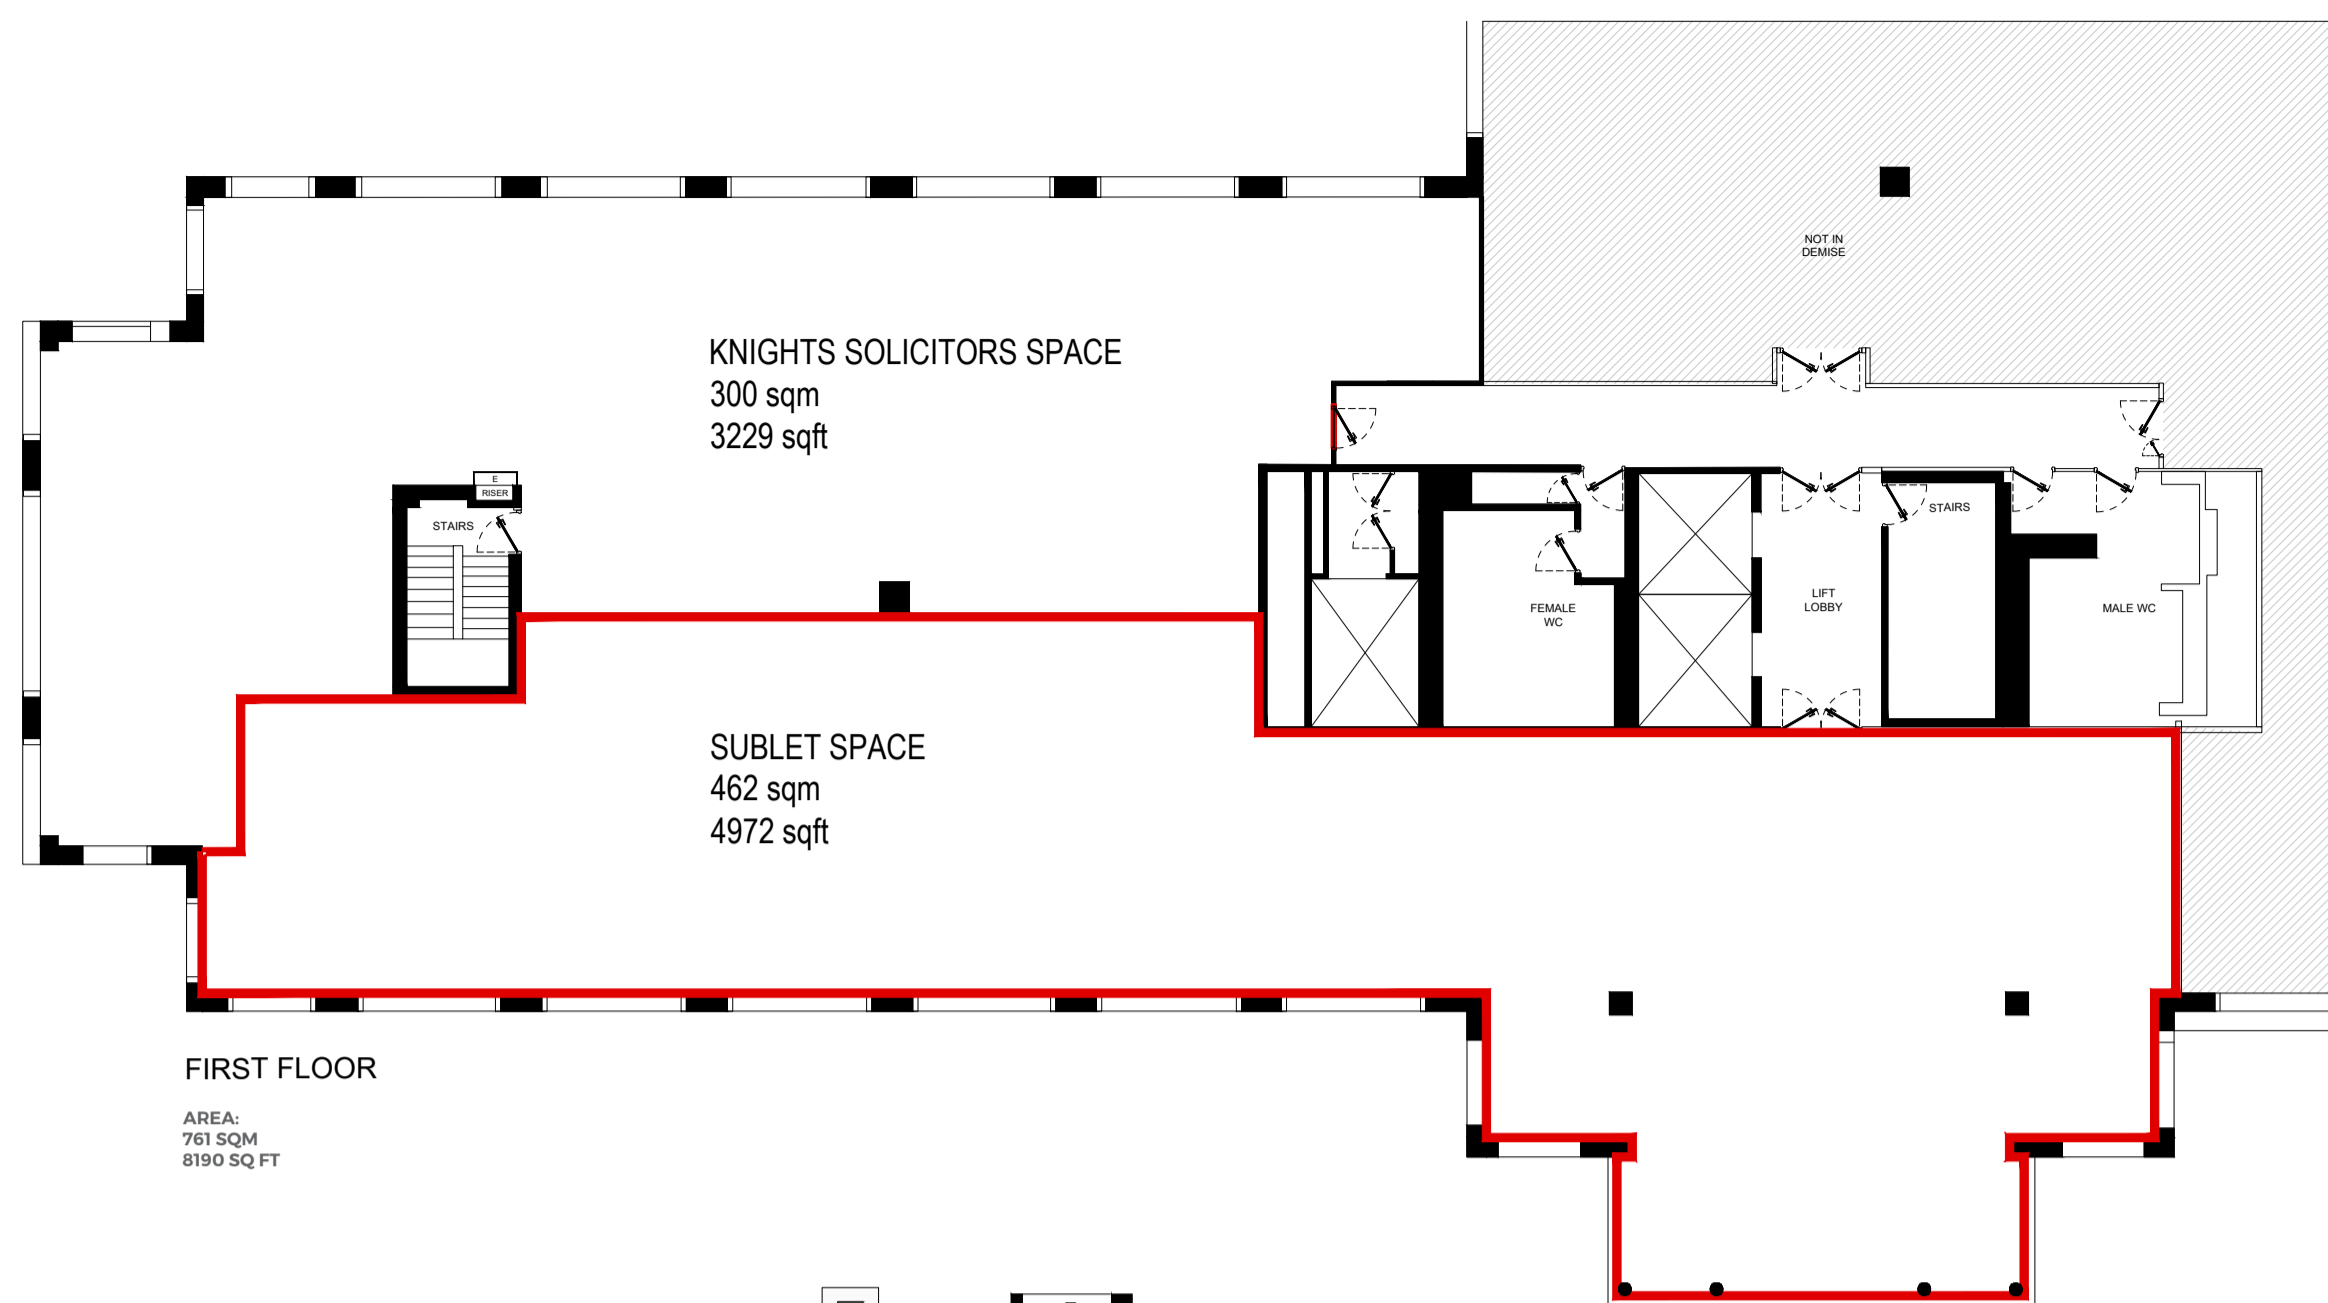 NOT IN
DEMISE
KNIGHTS SOLICITORS SPACE
300 sqm
3229 sqft
E
RISER
STAIRS
STAIRS
LIFT
LOBBY
FEMALE
WC
MALE WC
SUBLET SPACE
462 sqm
4972 sqft
FIRST FLOOR
AREA:
761 SQM
8190 SQ FT